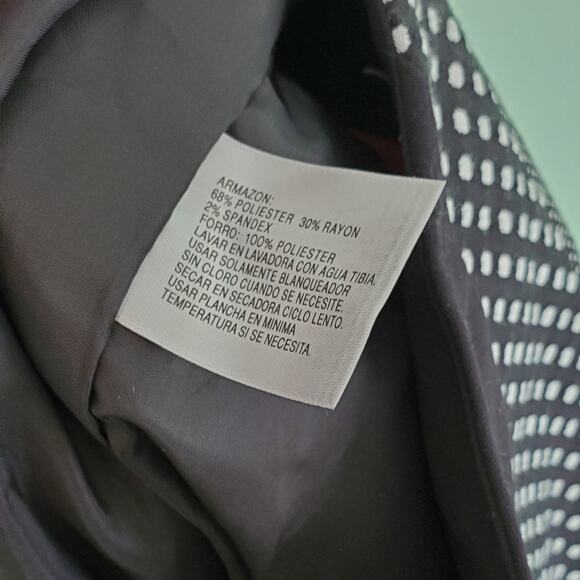 ARMAZON:
68% POLIESTER 30% RAYON
2% SPANDEX
FORRO: 100% POLIESTER
LAVAR EN LAVADORA CON AGUA TIBIA.
USAR SOLAMENTE BLANQUEADOR
SIN CLORO CUANDO SE NECESITE.
SECAR EN SECADORA CICLO LENTO.
USAR PLANCHA EN MINIMA
TEMPERATURA SI SE NECESITA.